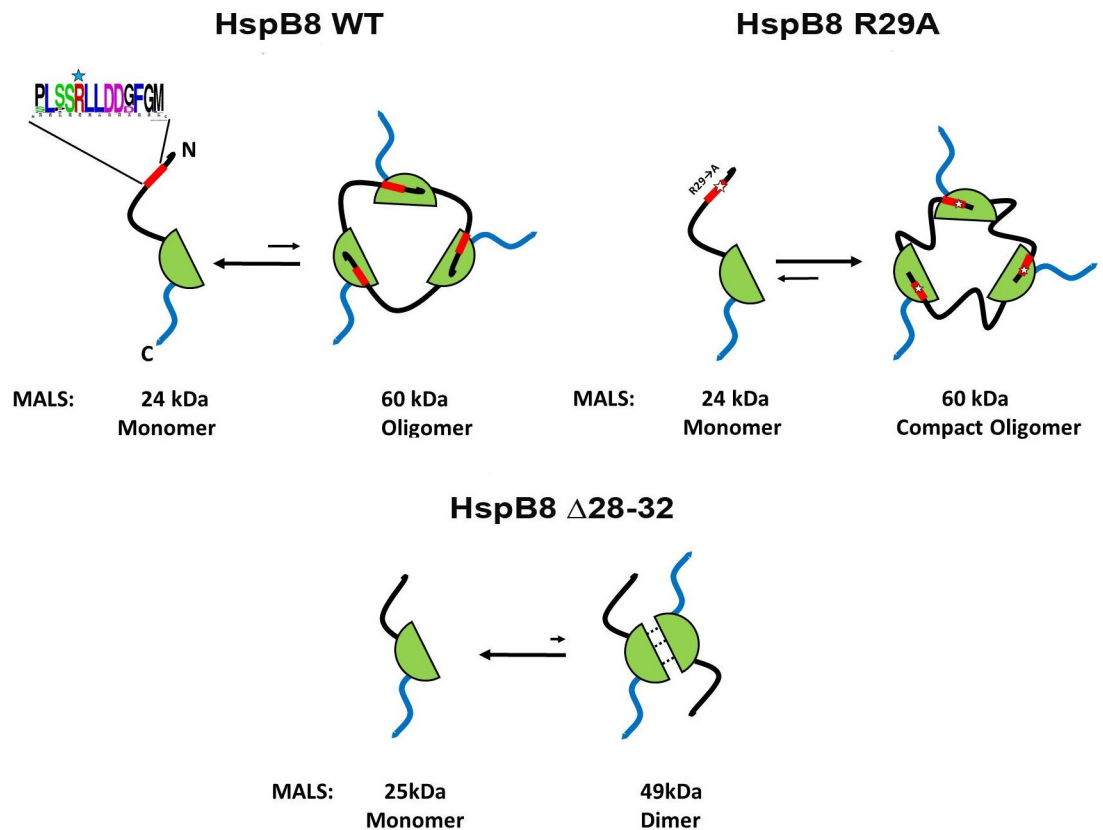 HspB8 WT
HspB8 R29A
PLSSRLLDDGFGM
N
C
R29→A
MALS: 24 kDa 60 kDa
Monomer Oligomer
MALS: 24 kDa 60 kDa
Monomer Compact Oligomer
HspB8 Δ28-32
MALS: 25kDa 49kDa
Monomer Dimer